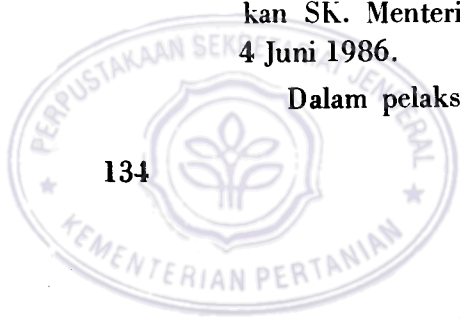 kan SK. Menteri
4 Juni 1986.
Dalam pelaks
134
PERPUSTAKAAN SEKRETARIAT JENDERAL
KEMENTERIAN PERTANIAN